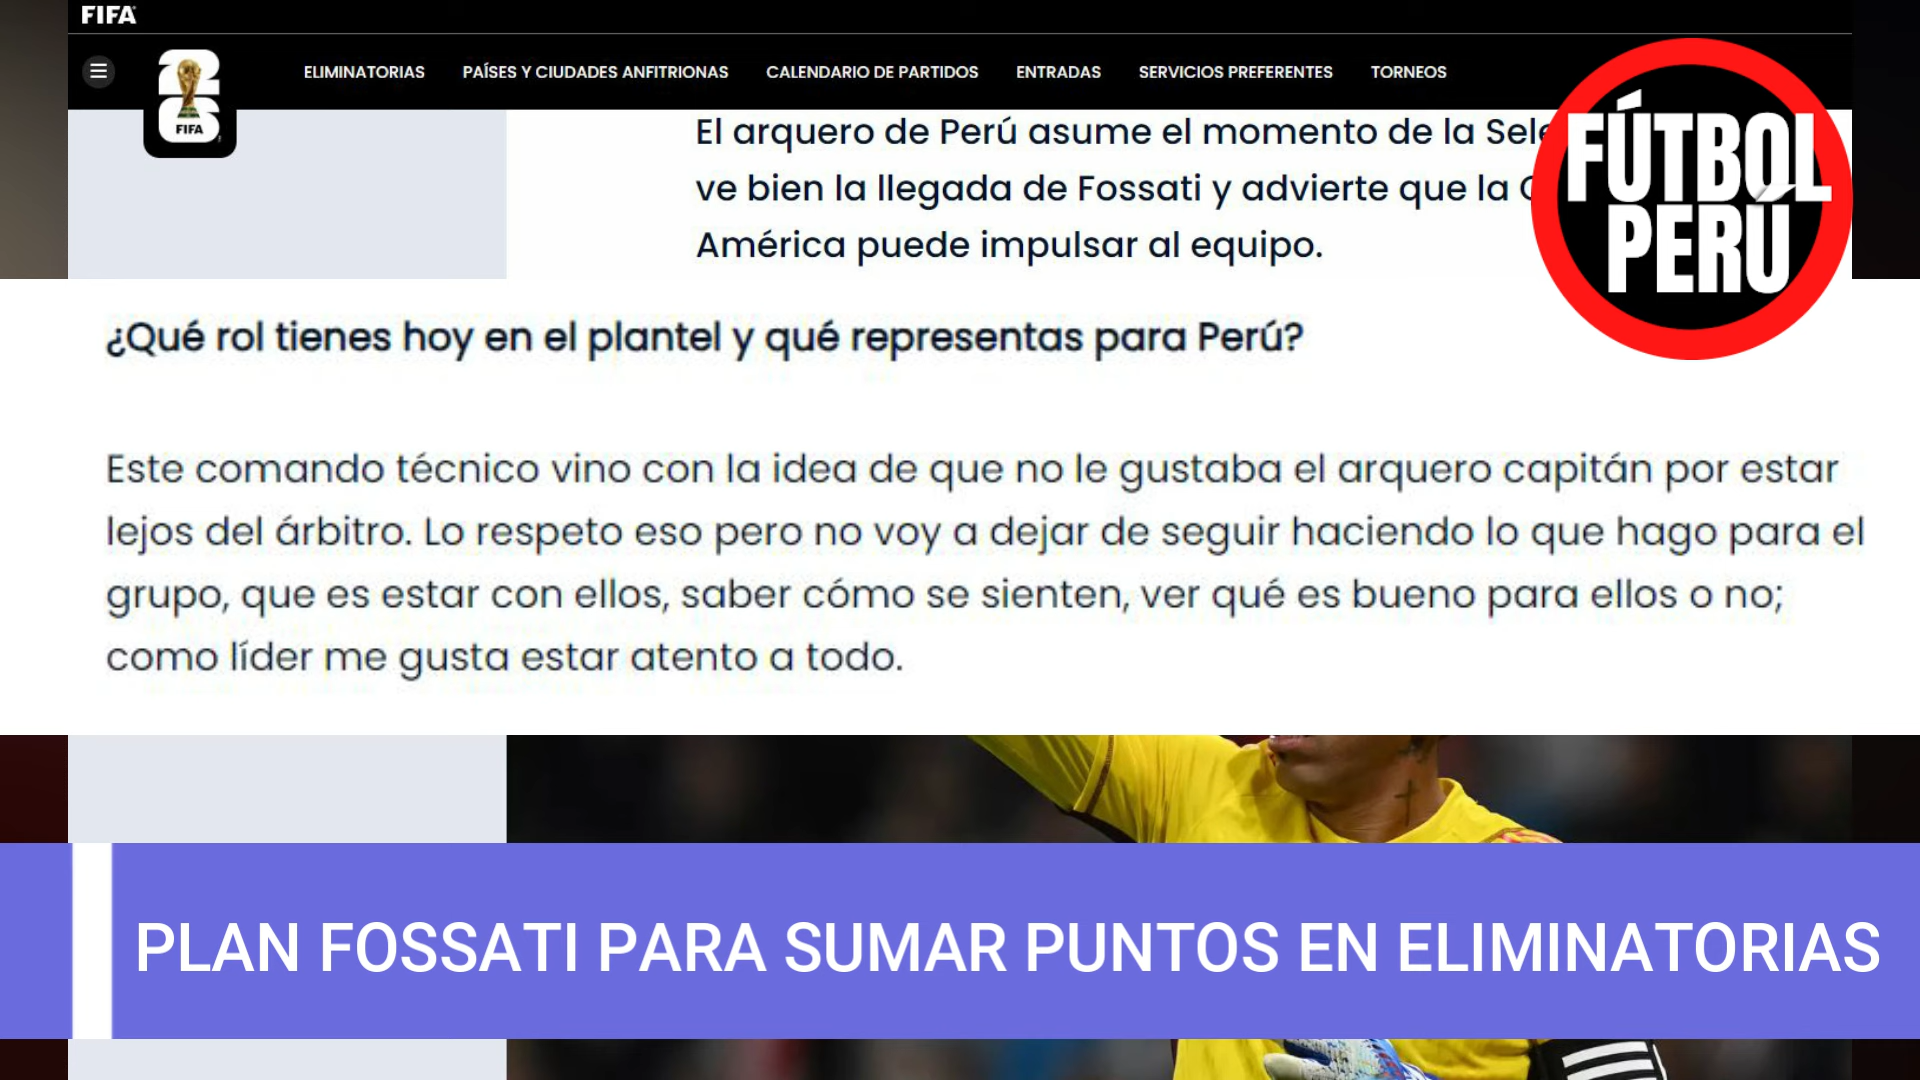 FIFA
ELIMINATORIAS PAÍSES Y CIUDADES ANFITRIONAS CALENDARIO DE PARTIDOS ENTRADAS SERVICIOS PREFERENTES TORNEOS
FIFA
El arquero de Perú asume el momento de la
ve bien la llegada de Fossati y advierte que la
América puede impulsar al equipo.
FÚTBOL
PERÚ
¿Qué rol tienes hoy en el plantel y qué representas para Perú?
Este comando técnico vino con la idea de que no le gustaba el arquero capitán por estar
lejos del árbitro. Lo respeto eso pero no voy a dejar de seguir haciendo lo que hago para el
grupo, que es estar con ellos, saber cómo se sienten, ver qué es bueno para ellos o no;
como líder me gusta estar atento a todo.
PLAN FOSSATI PARA SUMAR PUNTOS EN ELIMINATORIAS